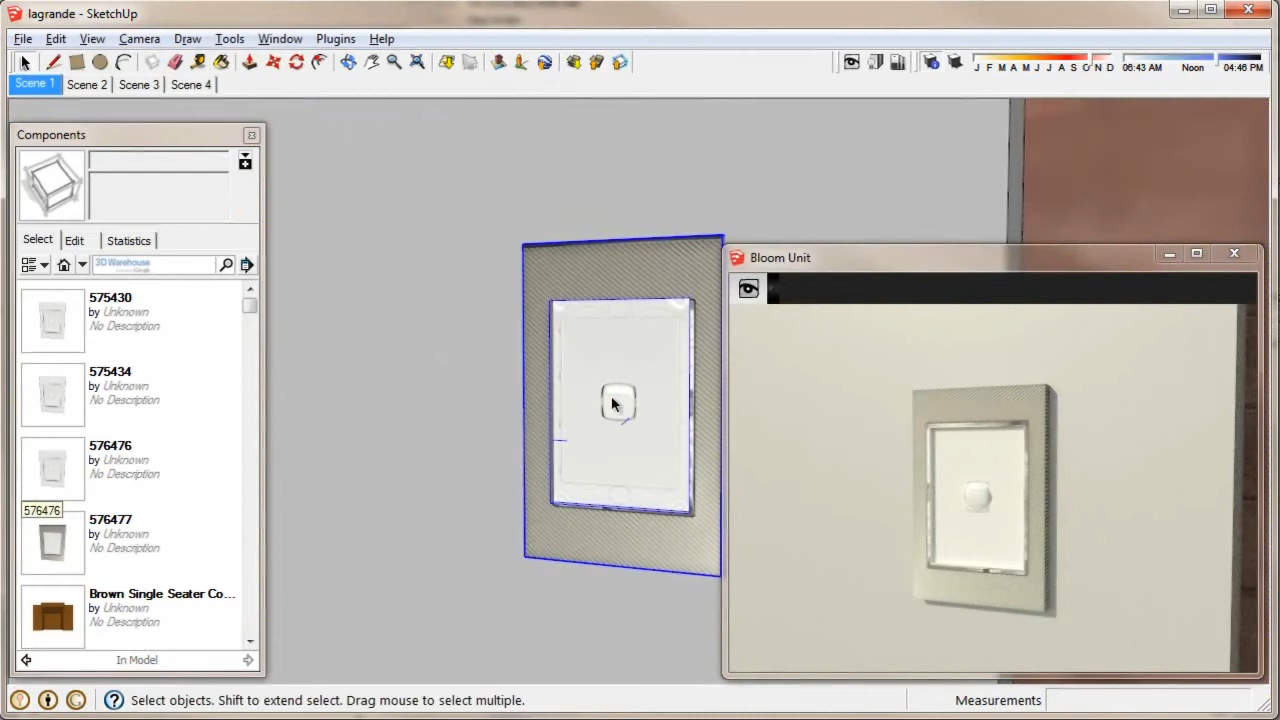 lagrande - SketchUp
File Edit View Camera Draw Tools Window Plugins Help
J F M A M J J A S O N D 06:43 AM Noon 04:46 PM
Scene 1 Scene 2 Scene 3 Scene 4
Components
Select Edit Statistics
3D Warehouse
575430
by Unknown
No Description
575434
by Unknown
No Description
576476
by Unknown
No Description
576476
576477
by Unknown
No Description
Brown Single Seater Co...
by Unknown
No Description
In Model
Bloom Unit
Select objects. Shift to extend select. Drag mouse to select multiple.
Measurements